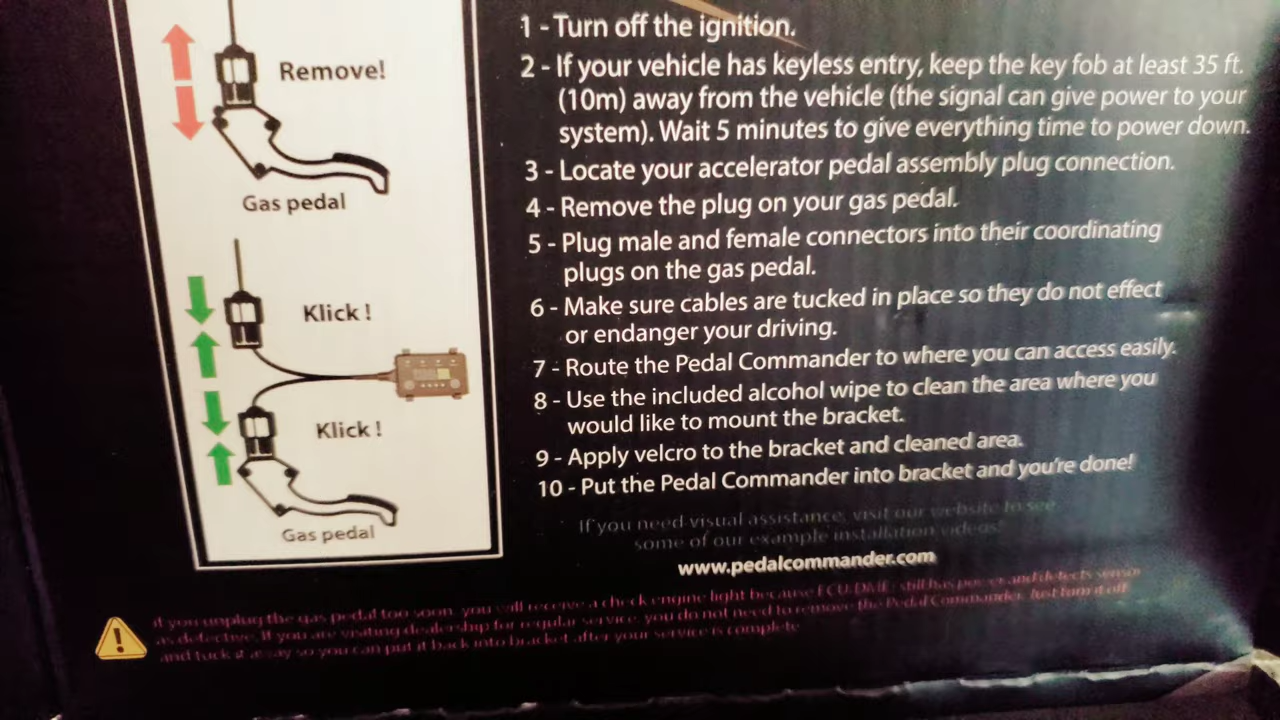 Remove!
Gas pedal
Klick !
Klick !
Gas pedal
1 - Turn off the ignition.
2 - If your vehicle has keyless entry, keep the key fob at least 35 ft.
(10m) away from the vehicle (the signal can give power to your
system). Wait 5 minutes to give everything time to power down.
3 - Locate your accelerator pedal assembly plug connection.
4 - Remove the plug on your gas pedal.
5 - Plug male and female connectors into their coordinating
plugs on the gas pedal.
6 - Make sure cables are tucked in place so they do not effect
or endanger your driving.
7 - Route the Pedal Commander to where you can access easily.
8 - Use the included alcohol wipe to clean the area where you
would like to mount the bracket.
9 - Apply velcro to the bracket and cleaned area.
10 - Put the Pedal Commander into bracket and you're done!
If you need visual assistance, visit our website to see
some of our example installation videos!
www.pedalcommander.com
if you unplug the gas pedal too soon, you will receive a check engine light because ECU-DME still has power and detects sensor
as defective. If you are visiting dealership for regular service, you do not need to remove the Pedal Commander. Just turn it off
and tuck it away so you can put it back into bracket after your service is complete